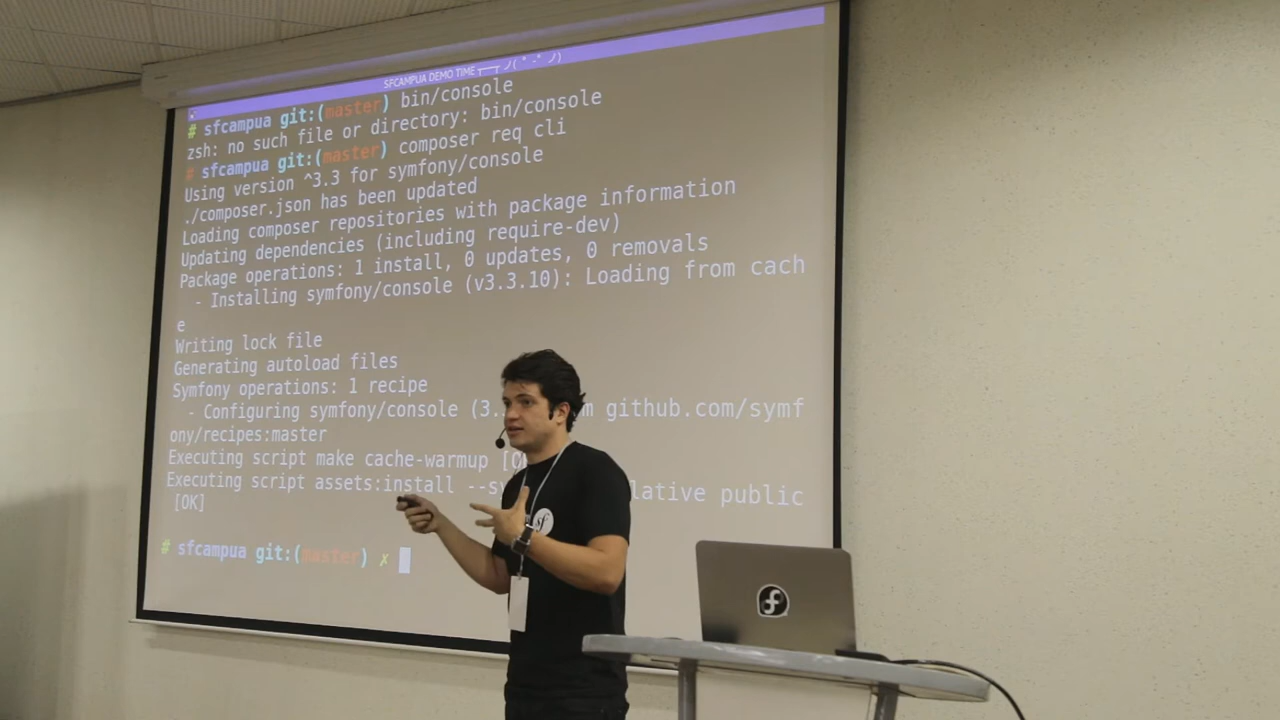 SFCAMPUA DEMO TIME
# sfcampua git:(master) bin/console
zsh: no such file or directory: bin/console
# sfcampua git:(master) composer req cli
Using version ^3.3 for symfony/console
./composer.json has been updated
Loading composer repositories with package information
Updating dependencies (including require-dev)
Package operations: 1 install, 0 updates, 0 removals
- Installing symfony/console (v3.3.10): Loading from cach
e
Writing lock file
Generating autoload files
Symfony operations: 1 recipe
- Configuring symfony/console (3. github.com/symf
ony/recipes:master
Executing script make cache-warmup [O
Executing script assets:install --sy lative public
[OK]
# sfcampua git:(master) ✗
sf